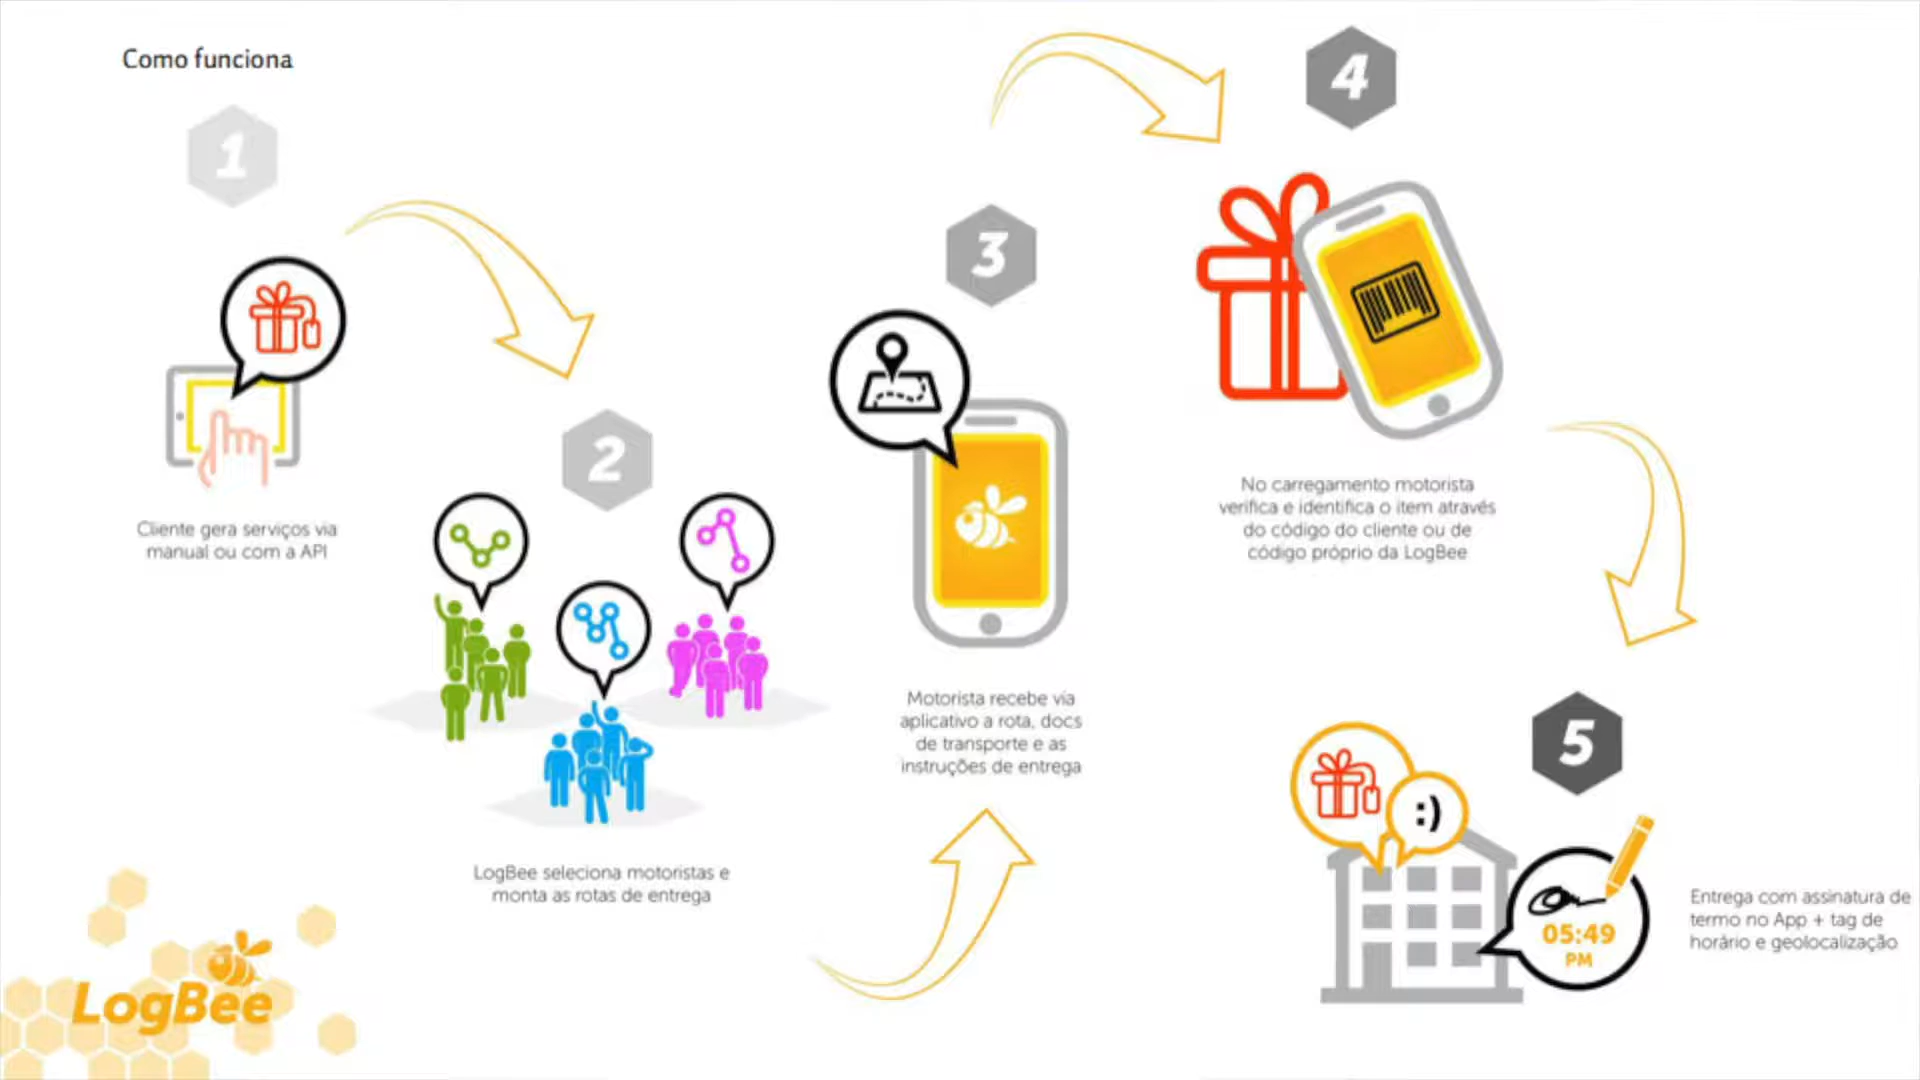 Como funciona
1
Cliente gera serviços via
manual ou com a API
2
LogBee seleciona motoristas e
monta as rotas de entrega
3
Motorista recebe via
aplicativo a rota, docs
de transporte e as
instruções de entrega
4
No carregamento motorista
verifica e identifica o item através
do código do cliente ou de
código próprio da LogBee
5
:)
05:49
PM
Entrega com assinatura de
termo no App + tag de
horário e geolocalização
LogBee